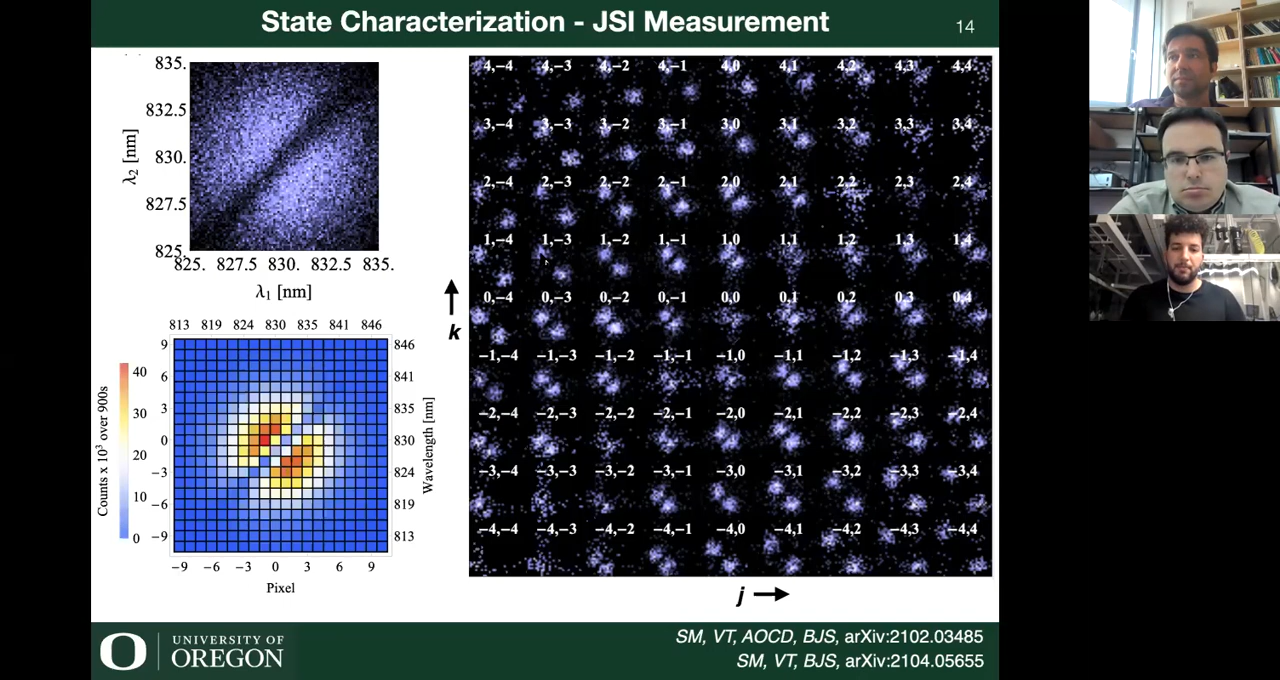 State Characterization - JSI Measurement
14
835.
832.5
830.
827.5
825.
825. 827.5 830. 832.5 835.
λ2 [nm]
λ1 [nm]
813 819 824 830 835 841 846
9
6
3
0
−3
−6
−9
846
841
835
830
824
819
813
−9 −6 −3 0 3 6 9
Pixel
Wavelength [nm]
Counts x 10³ over 900s
40
30
20
10
0
4,−4 4,−3 4,−2 4,−1 4,0 4,1 4,2 4,3 4,4
3,−4 3,−3 3,−2 3,−1 3,0 3,1 3,2 3,3 3,4
2,−4 2,−3 2,−2 2,−1 2,0 2,1 2,2 2,3 2,4
1,−4 1,−3 1,−2 1,−1 1,0 1,1 1,2 1,3 1,4
0,−4 0,−3 0,−2 0,−1 0,0 0,1 0,2 0,3 0,4
−1,−4 −1,−3 −1,−2 −1,−1 −1,0 −1,1 −1,2 −1,3 −1,4
−2,−4 −2,−3 −2,−2 −2,−1 −2,0 −2,1 −2,2 −2,3 −2,4
−3,−4 −3,−3 −3,−2 −3,−1 −3,0 −3,1 −3,2 −3,3 −3,4
−4,−4 −4,−3 −4,−2 −4,−1 −4,0 −4,1 −4,2 −4,3 −4,4
k
j
O
UNIVERSITY OF
OREGON
SM, VT, AOCD, BJS, arXiv:2102.03485
SM, VT, BJS, arXiv:2104.05655